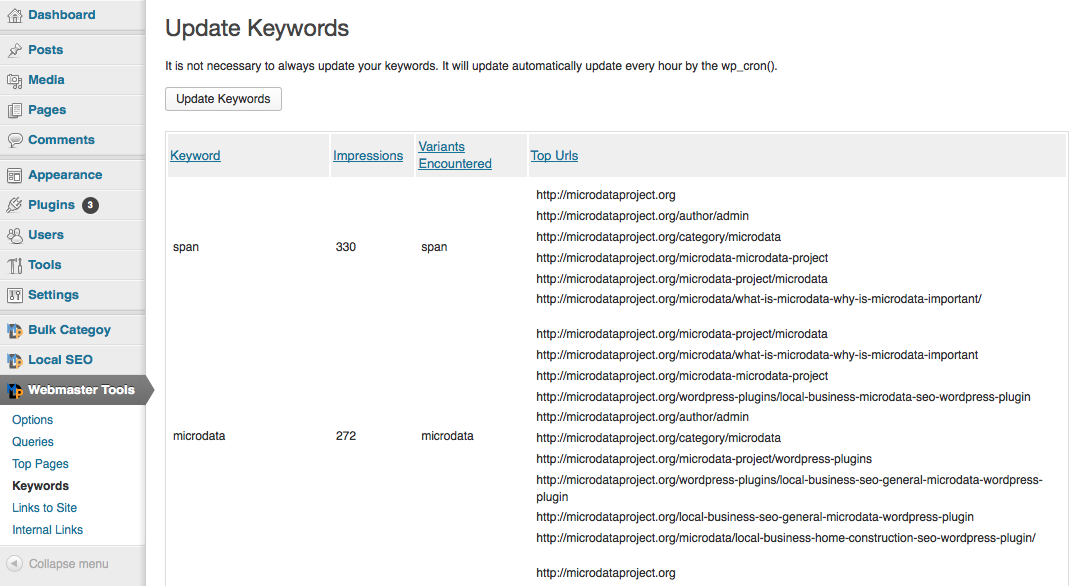 Dashboard
Posts
Media
Pages
Comments
Appearance
Plugins 3
Users
Tools
Settings
Bulk Categoy
Local SEO
Webmaster Tools
Options
Queries
Top Pages
Keywords
Links to Site
Internal Links
Collapse menu
Update Keywords
It is not necessary to always update your keywords. It will update automatically update every hour by the wp_cron().
Update Keywords
Keyword Impressions Variants Encountered Top Urls
span 330 span
http://microdataproject.org
http://microdataproject.org/author/admin
http://microdataproject.org/category/microdata
http://microdataproject.org/microdata-microdata-project
http://microdataproject.org/microdata-project/microdata
http://microdataproject.org/microdata/what-is-microdata-why-is-microdata-important/
microdata 272 microdata
http://microdataproject.org/microdata-project/microdata
http://microdataproject.org/microdata/what-is-microdata-why-is-microdata-important
http://microdataproject.org/microdata-microdata-project
http://microdataproject.org/wordpress-plugins/local-business-microdata-seo-wordpress-plugin
http://microdataproject.org/author/admin
http://microdataproject.org/category/microdata
http://microdataproject.org/microdata-project/wordpress-plugins
http://microdataproject.org/wordpress-plugins/local-business-seo-general-microdata-wordpress-
plugin
http://microdataproject.org/local-business-seo-general-microdata-wordpress-plugin
http://microdataproject.org/microdata/local-business-home-construction-seo-wordpress-plugin/
http://microdataproject.org